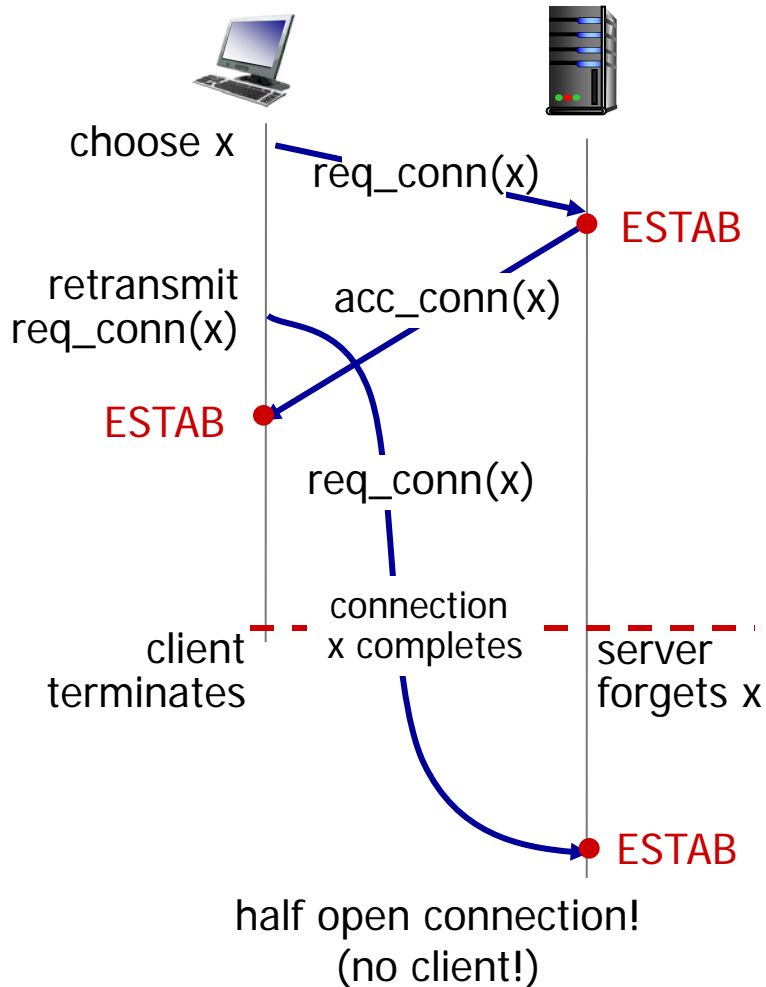 choose x
req_conn(x)
ESTAB
retransmit
req_conn(x)
acc_conn(x)
ESTAB
req_conn(x)
connection
x completes
client
terminates
server
forgets x
ESTAB
half open connection!
(no client!)